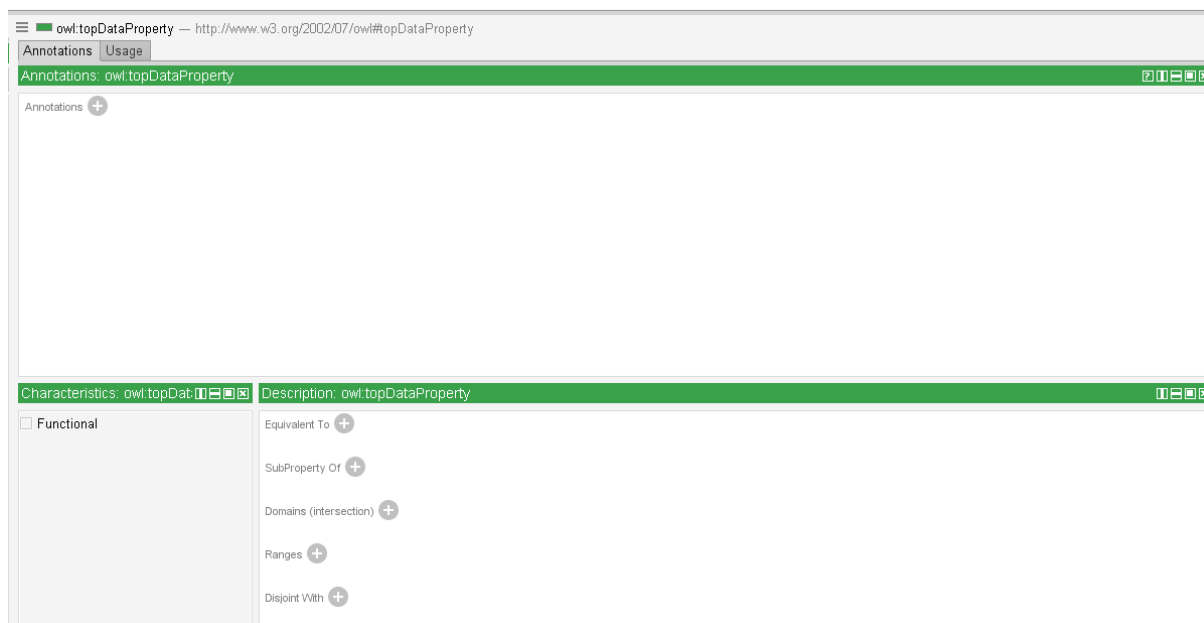 owl:topDataProperty — http://www.w3.org/2002/07/owl#topDataProperty
Annotations Usage
Annotations: owl:topDataProperty
Annotations
Characteristics: owl:topDat
Description: owl:topDataProperty
Functional
Equivalent To
SubProperty Of
Domains (intersection)
Ranges
Disjoint With